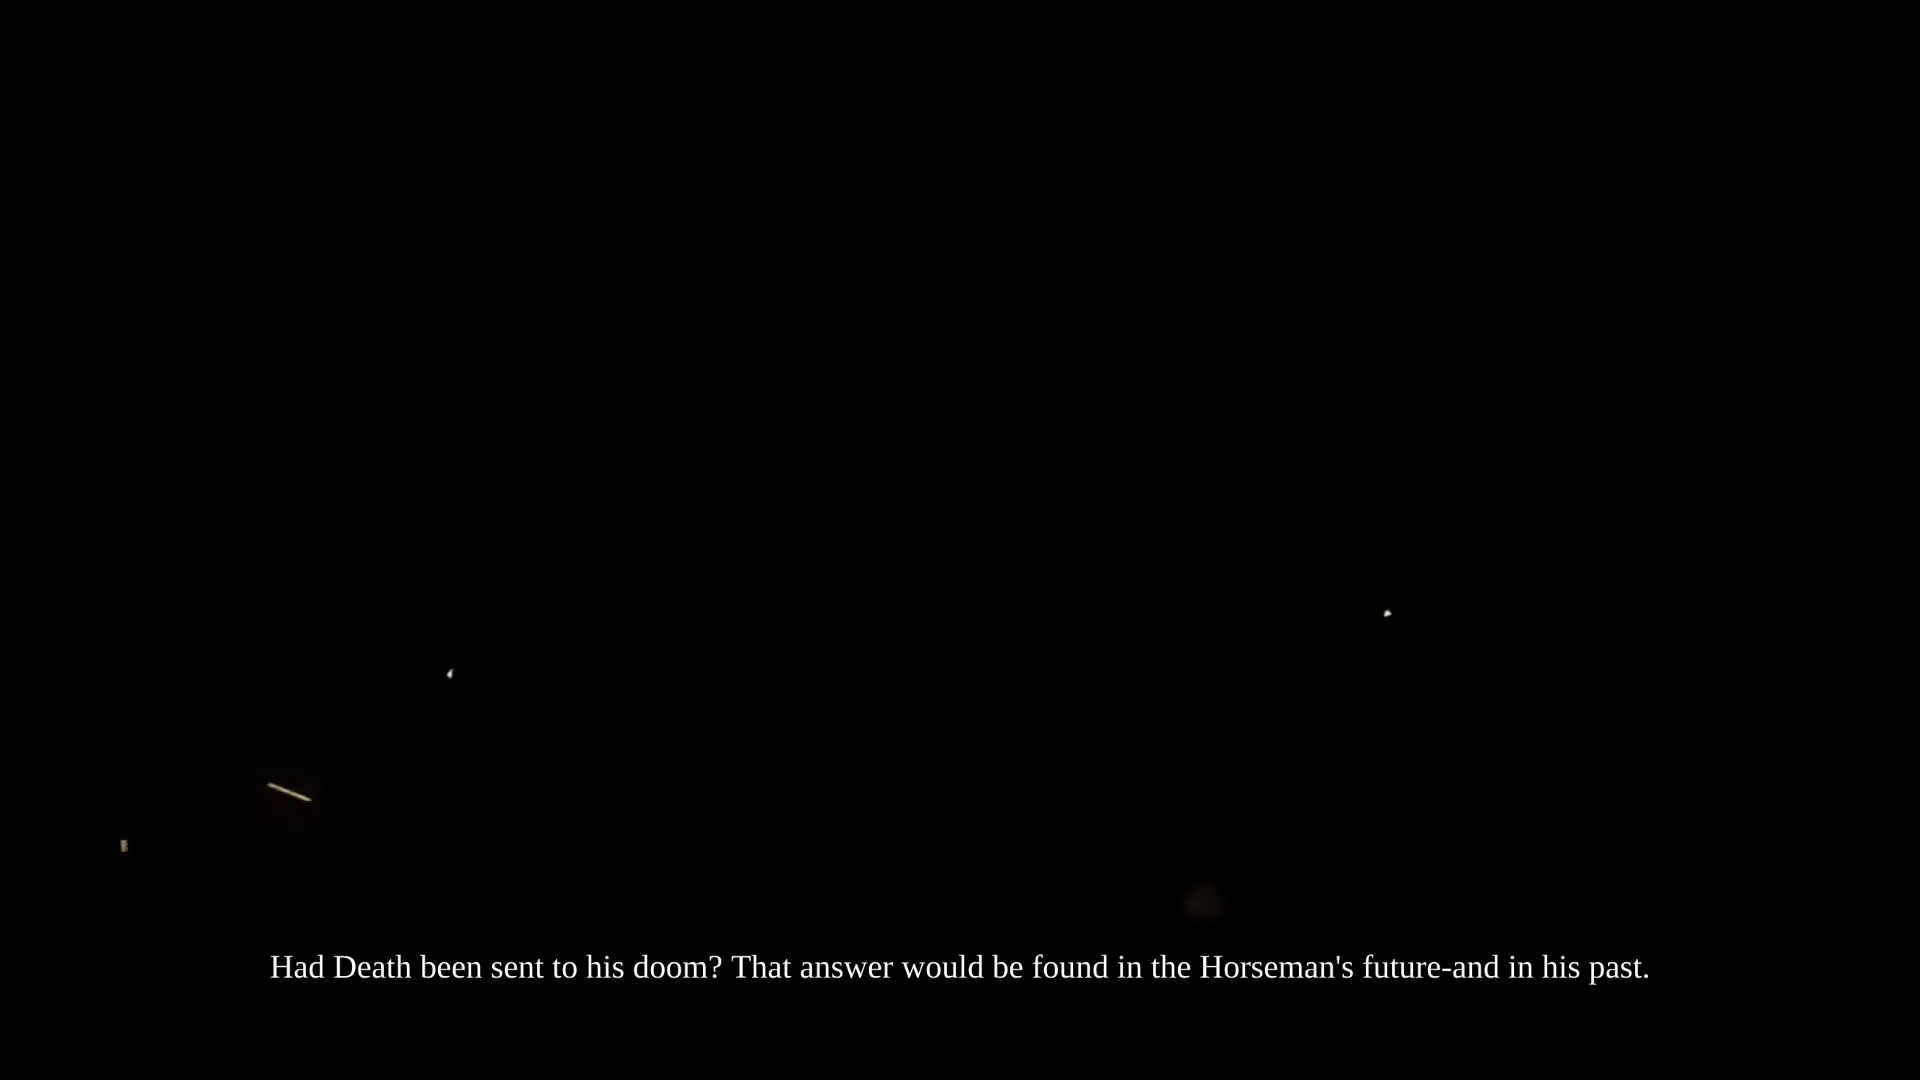 Had Death been sent to his doom? That answer would be found in the Horseman's future-and in his past.